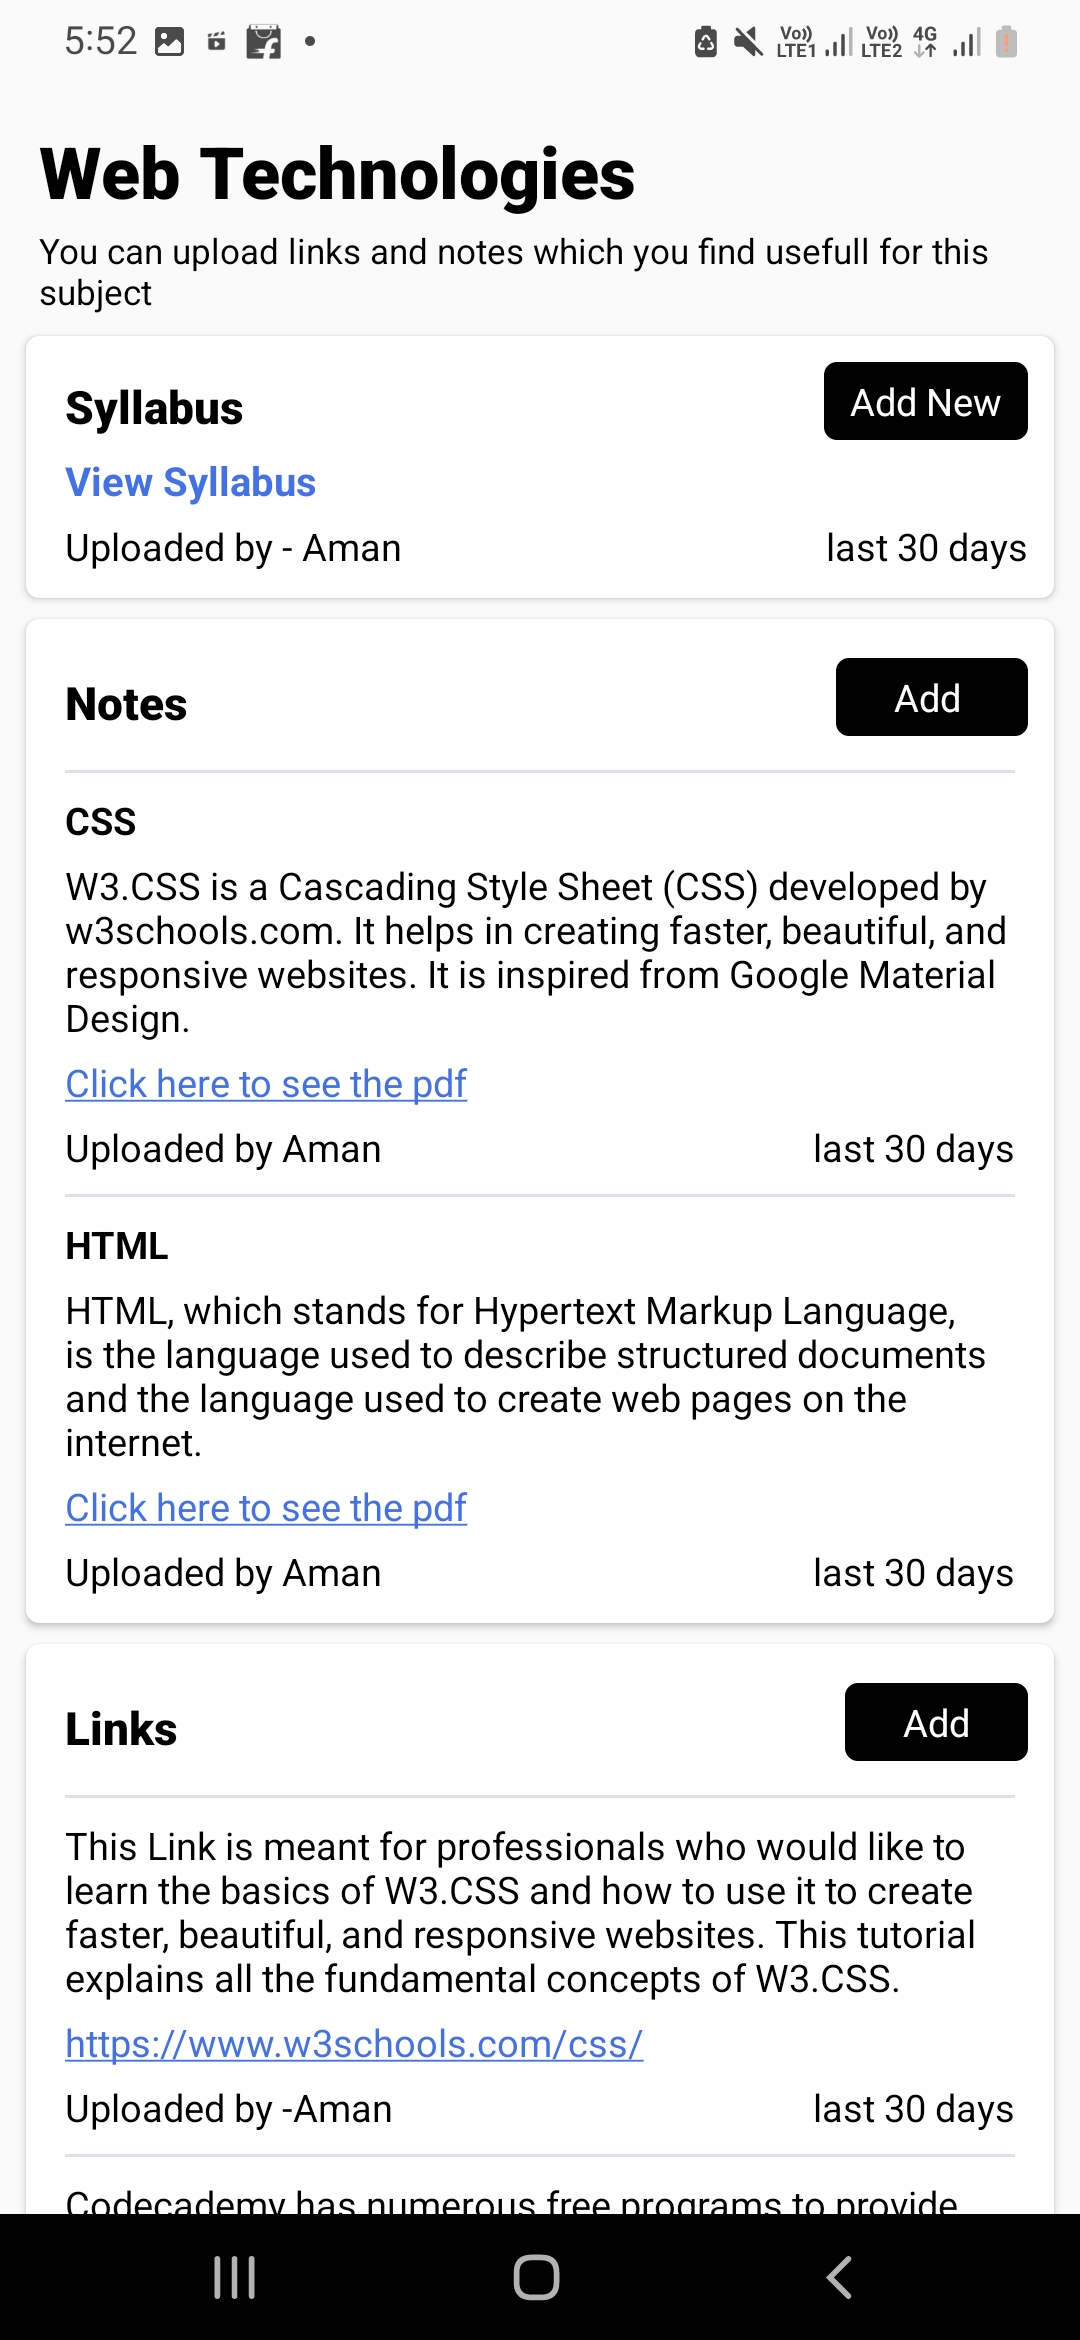 5:52
Vo)) LTE1 Vo)) LTE2 4G
Web Technologies
You can upload links and notes which you find usefull for this
subject
Syllabus
Add New
View Syllabus
Uploaded by - Aman
last 30 days
Notes
Add
CSS
W3.CSS is a Cascading Style Sheet (CSS) developed by
w3schools.com. It helps in creating faster, beautiful, and
responsive websites. It is inspired from Google Material
Design.
Click here to see the pdf
Uploaded by Aman
last 30 days
HTML
HTML, which stands for Hypertext Markup Language,
is the language used to describe structured documents
and the language used to create web pages on the
internet.
Click here to see the pdf
Uploaded by Aman
last 30 days
Links
Add
This Link is meant for professionals who would like to
learn the basics of W3.CSS and how to use it to create
faster, beautiful, and responsive websites. This tutorial
explains all the fundamental concepts of W3.CSS.
https://www.w3schools.com/css/
Uploaded by -Aman
last 30 days
Codecademy has numerous free programs to provide